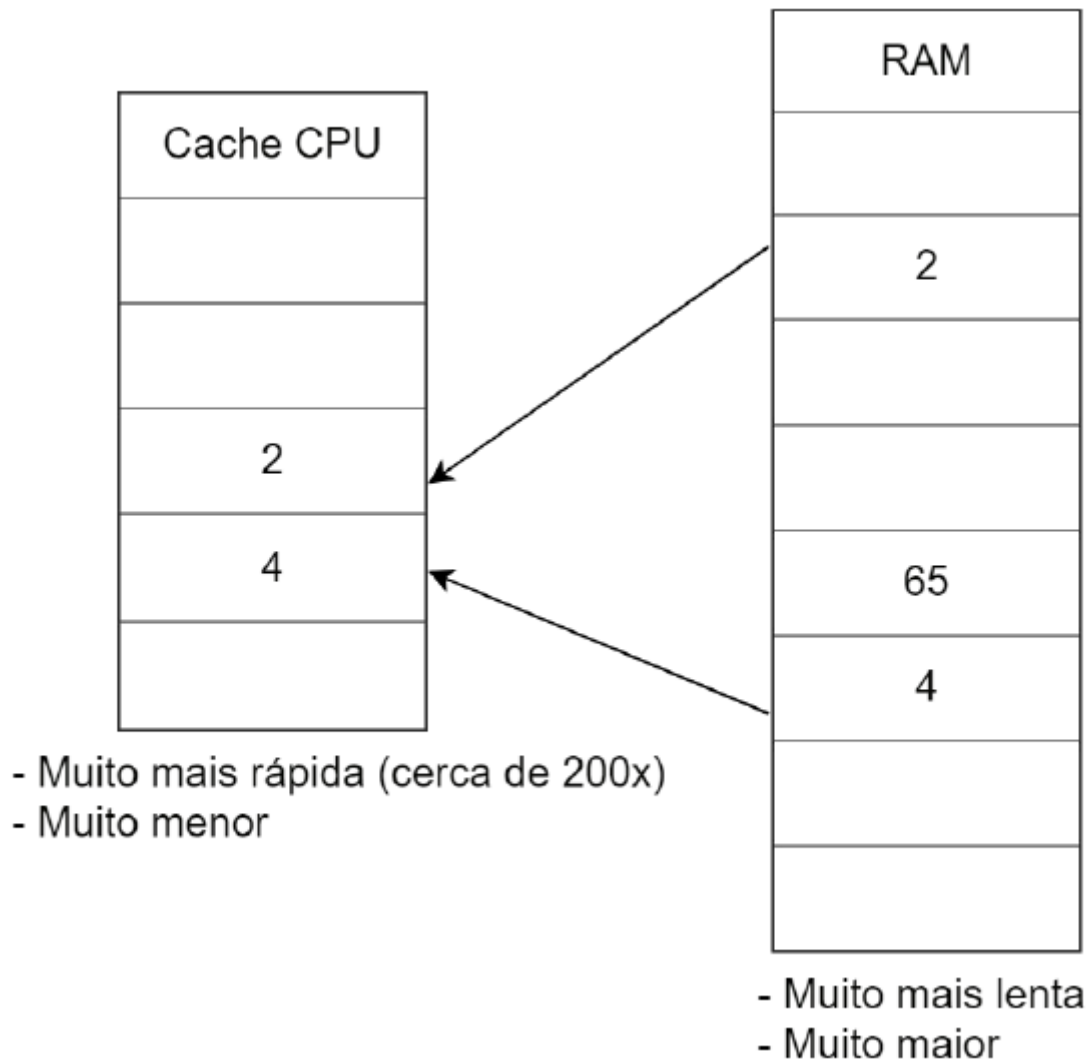 Cache CPU
2
4
- Muito mais rápida (cerca de 200x)
- Muito menor
RAM
2
65
4
- Muito mais lenta
- Muito maior